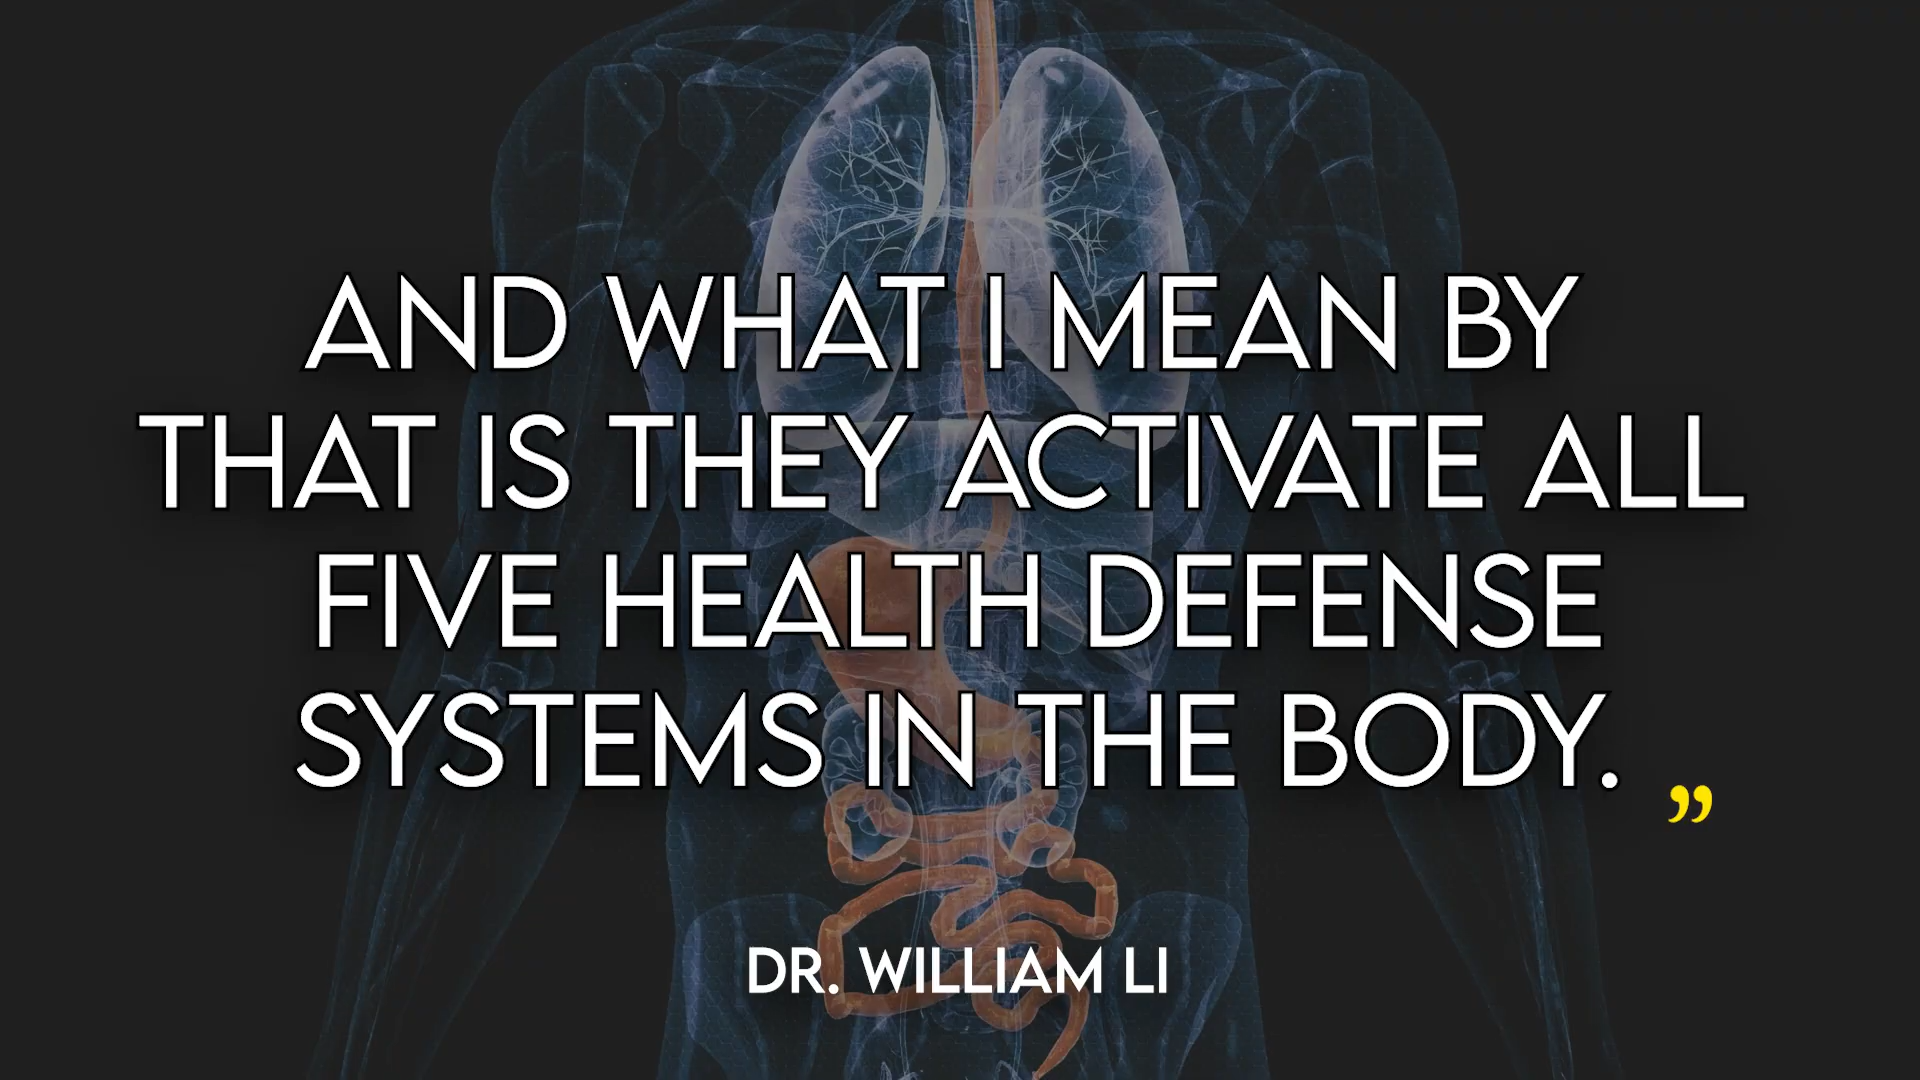 AND WHAT I MEAN BY
THAT IS THEY ACTIVATE ALL
FIVE HEALTH DEFENSE
SYSTEMS IN THE BODY.
”
DR. WILLIAM LI